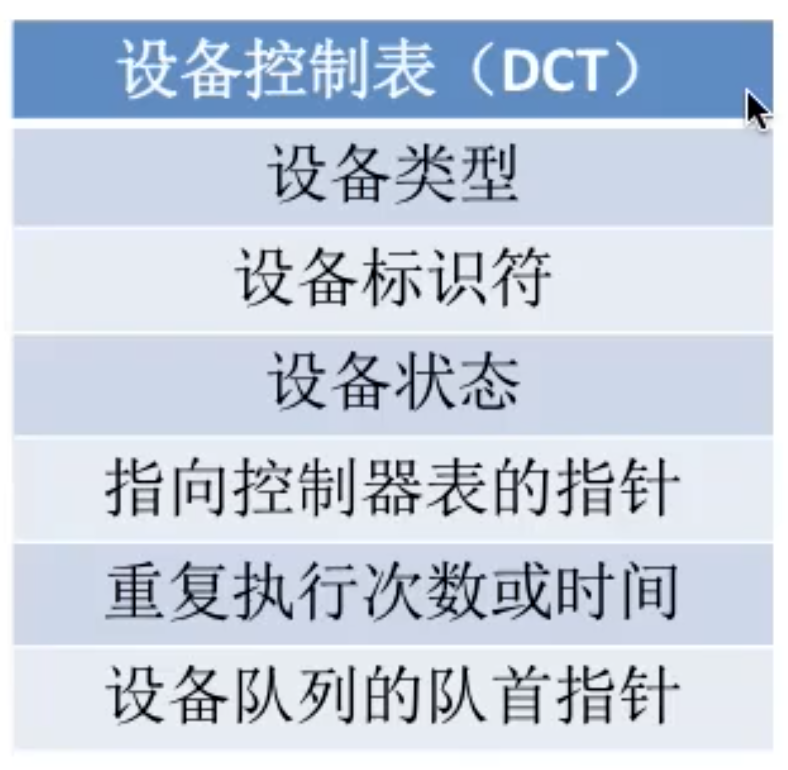 设备控制表（DCT）
设备类型
设备标识符
设备状态
指向控制器表的指针
重复执行次数或时间
设备队列的队首指针